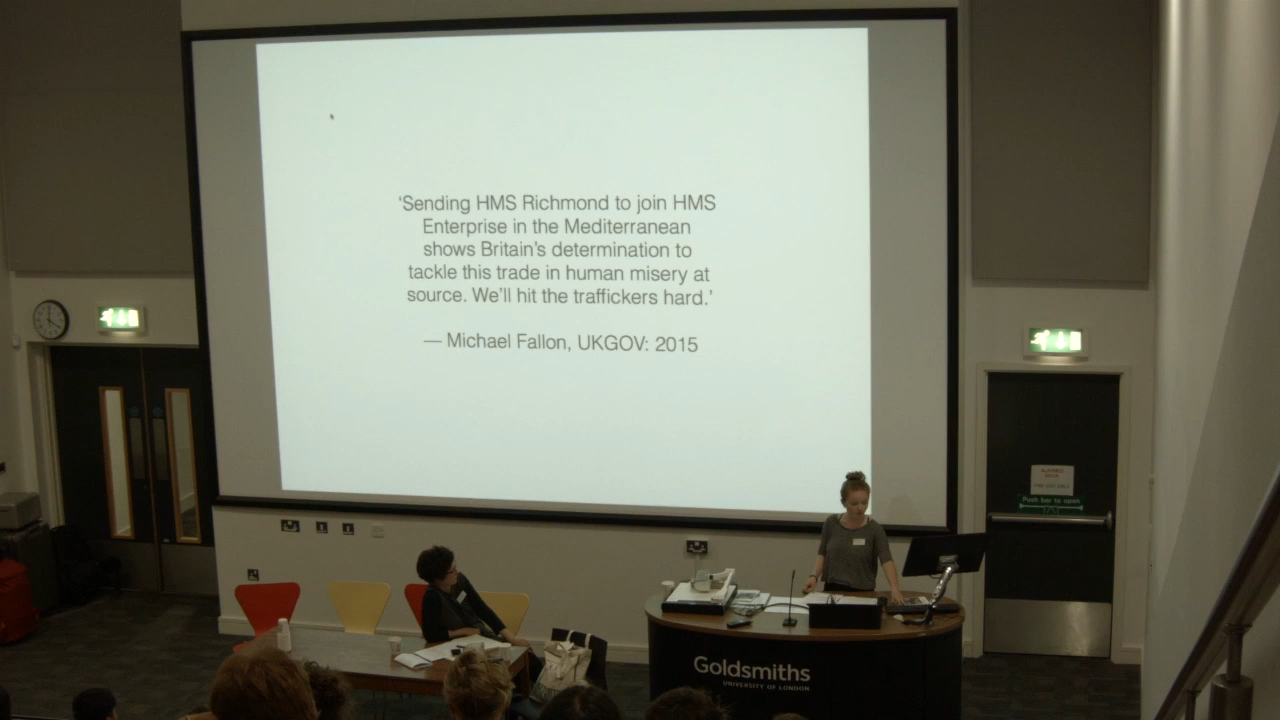 ‘Sending HMS Richmond to join HMS
Enterprise in the Mediterranean
shows Britain’s determination to
tackle this trade in human misery at
source. We’ll hit the traffickers hard.’
— Michael Fallon, UKGOV: 2015
Push bar to open
Goldsmiths
UNIVERSITY OF LONDON